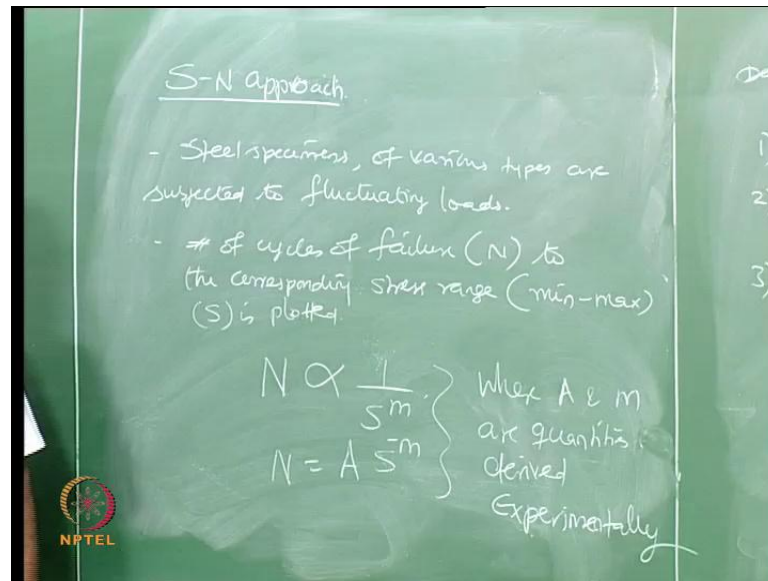 S-N approach.
- Steel specimens, of various types are
subjected to fluctuating loads.
- # of cycles of failure (N) to
the corresponding stress range (min-max)
(S) is plotted.
N ∝ 1/S^m
N = A S^-m
} where A & m
are quantities
derived
Experimentally
De
1)
2)
3)
NPTEL